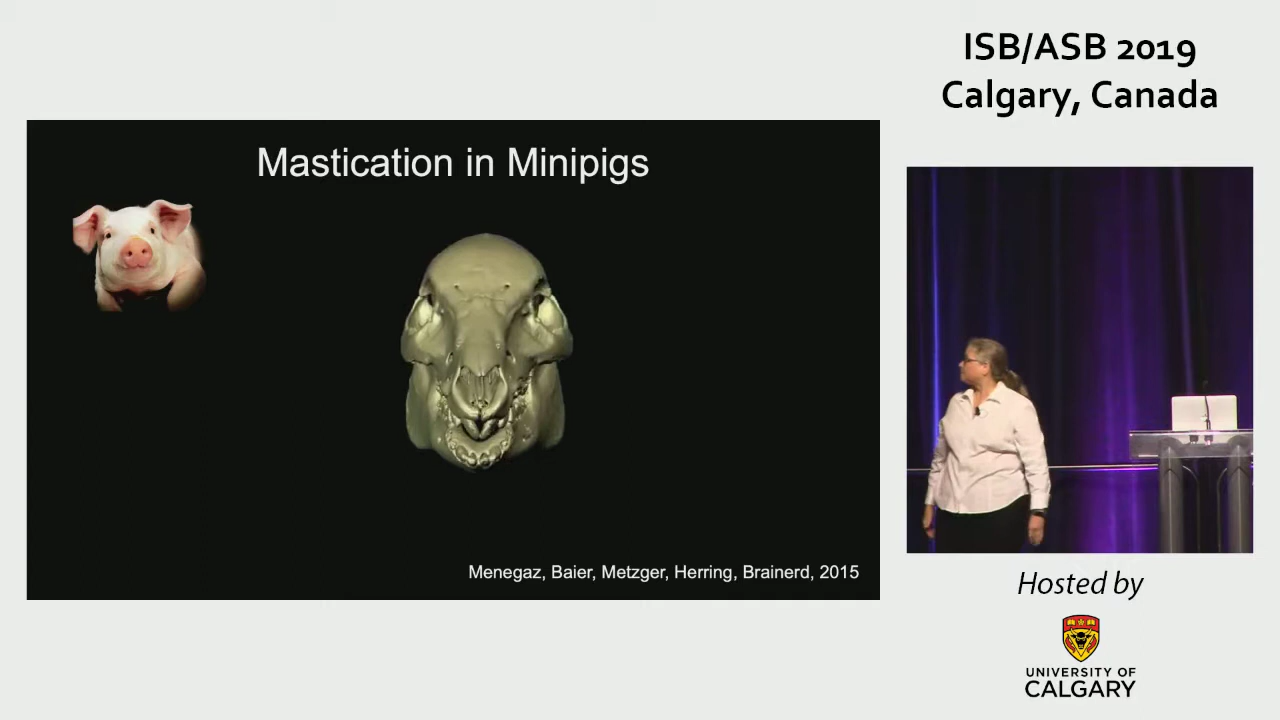 ISB/ASB 2019
Calgary, Canada
Mastication in Minipigs
Menegaz, Baier, Metzger, Herring, Brainerd, 2015
Hosted by
UNIVERSITY OF
CALGARY